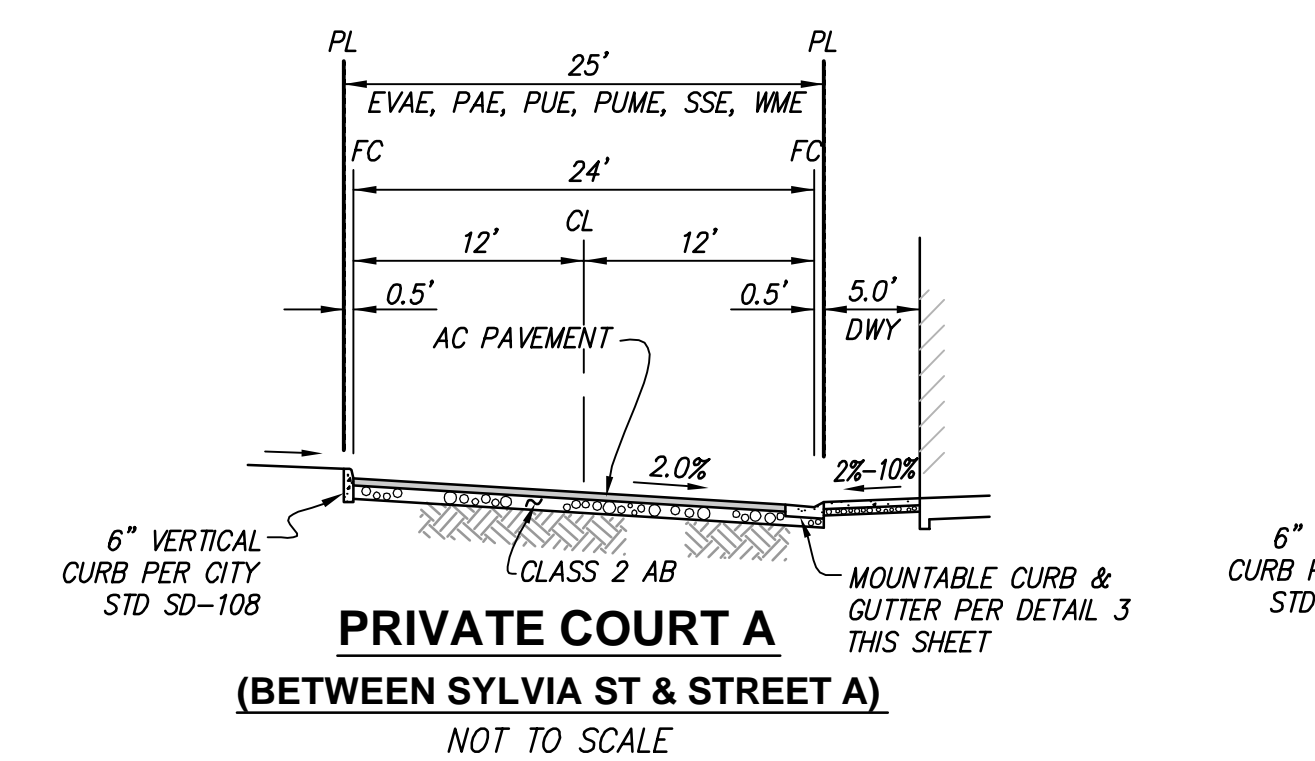 PL
PL
25'
EVAE, PAE, PUE, PUME, SSE, WME
FC
FC
24'
CL
12'
12'
0.5'
0.5'
5.0'
DWY
AC PAVEMENT
2.0%
2%-10%
6" VERTICAL
CURB PER CITY
STD SD-108
CLASS 2 AB
MOUNTABLE CURB &
GUTTER PER DETAIL 3
THIS SHEET
PRIVATE COURT A
(BETWEEN SYLVIA ST & STREET A)
NOT TO SCALE
6"
CURB
STD